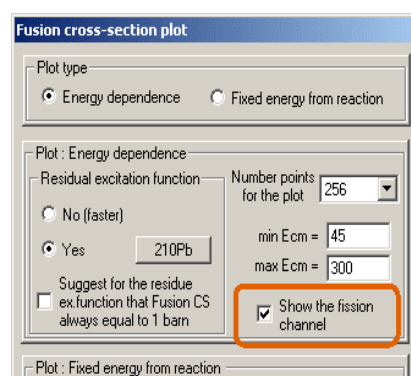 Fusion cross-section plot
Plot type
Energy dependence
Fixed energy from reaction
Plot : Energy dependence
Residual excitation function
No (faster)
Yes
210Pb
Suggest for the residue
ex.function that Fusion CS
always equal to 1 barn
Number points
for the plot
256
min Ecm =
45
max Ecm =
300
Show the fission
channel
Plot : Fixed energy from reaction